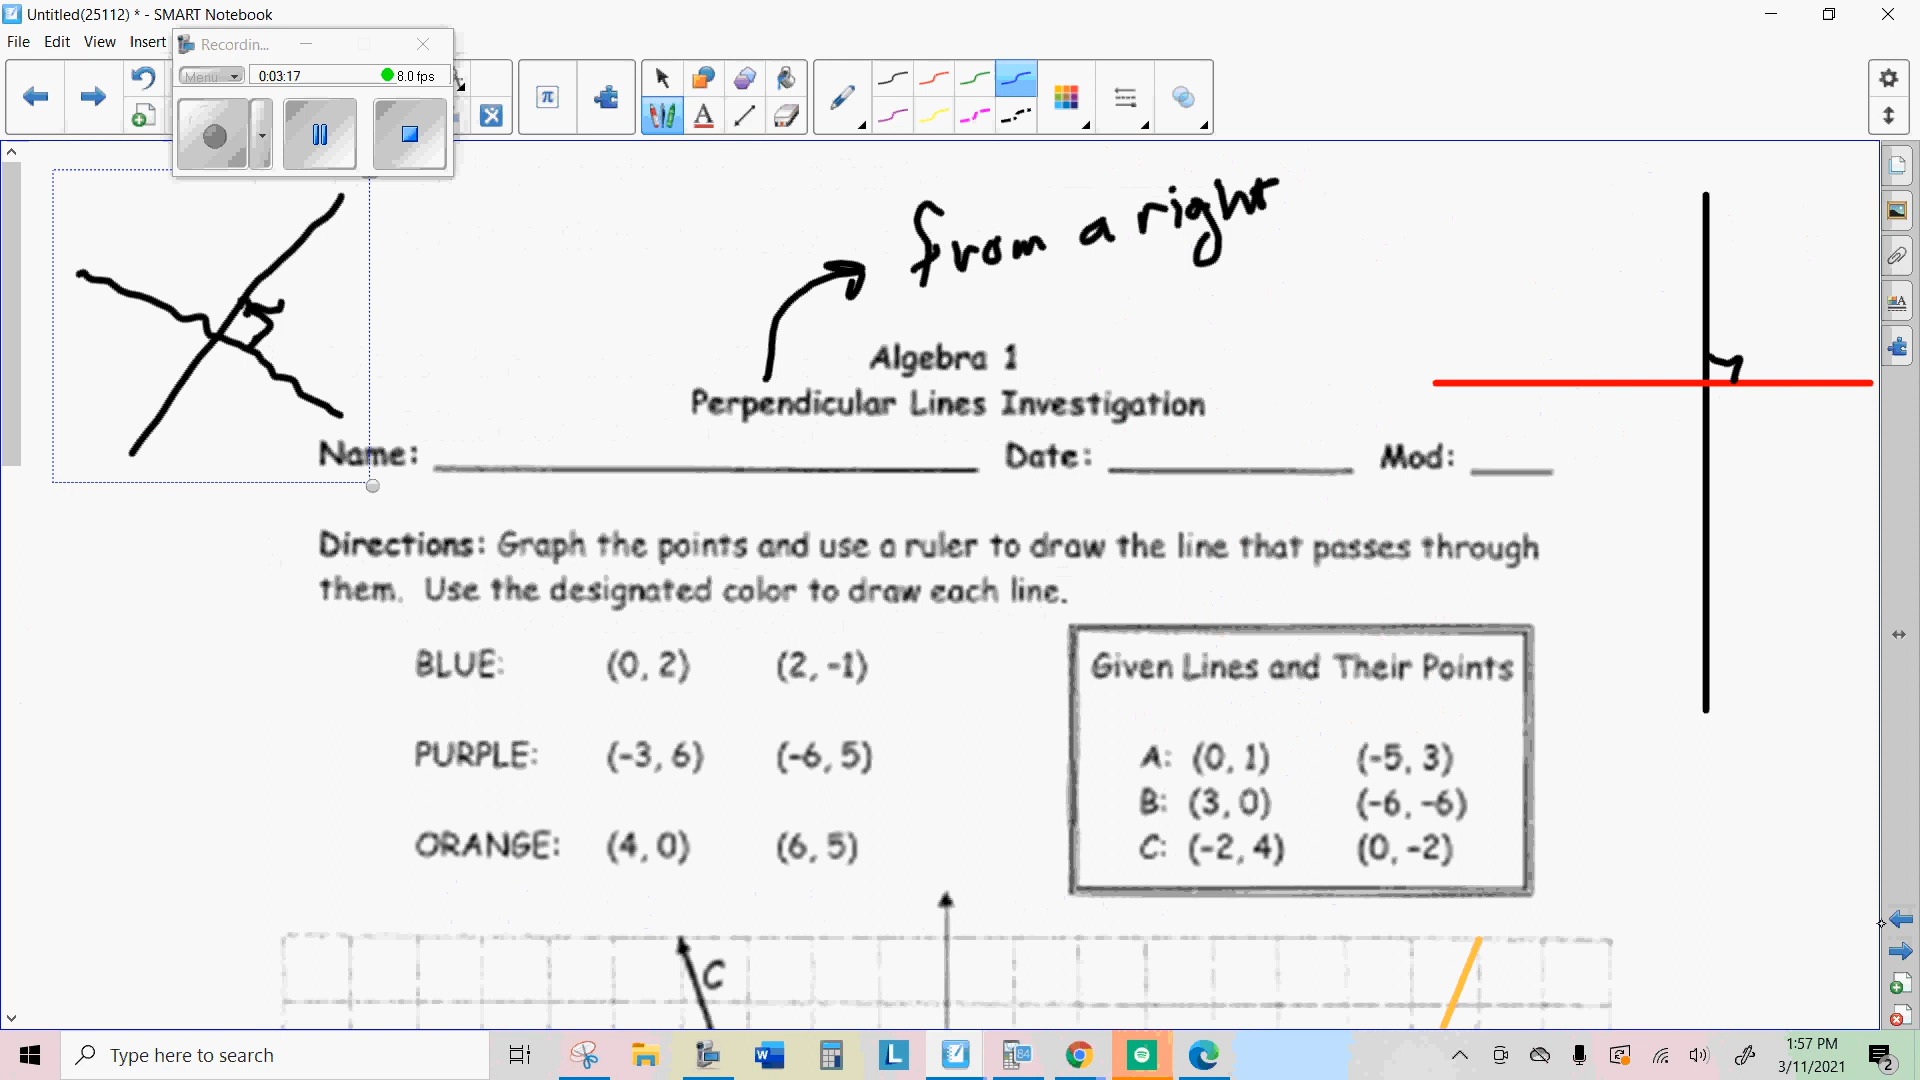 Untitled(25112) * - SMART Notebook
File Edit View Insert
Recordin...
Menu 0:03:17 8.0 fps
π
A
from a right
Algebra 1
Perpendicular Lines Investigation
Name: Date: Mod:
Directions: Graph the points and use a ruler to draw the line that passes through
them. Use the designated color to draw each line.
BLUE: (0, 2) (2, -1)
PURPLE: (-3, 6) (-6, 5)
ORANGE: (4, 0) (6, 5)
Given Lines and Their Points
A: (0, 1) (-5, 3)
B: (3, 0) (-6, -6)
C: (-2, 4) (0, -2)
C
Type here to search
W
L
84
1:57 PM
3/11/2021
2